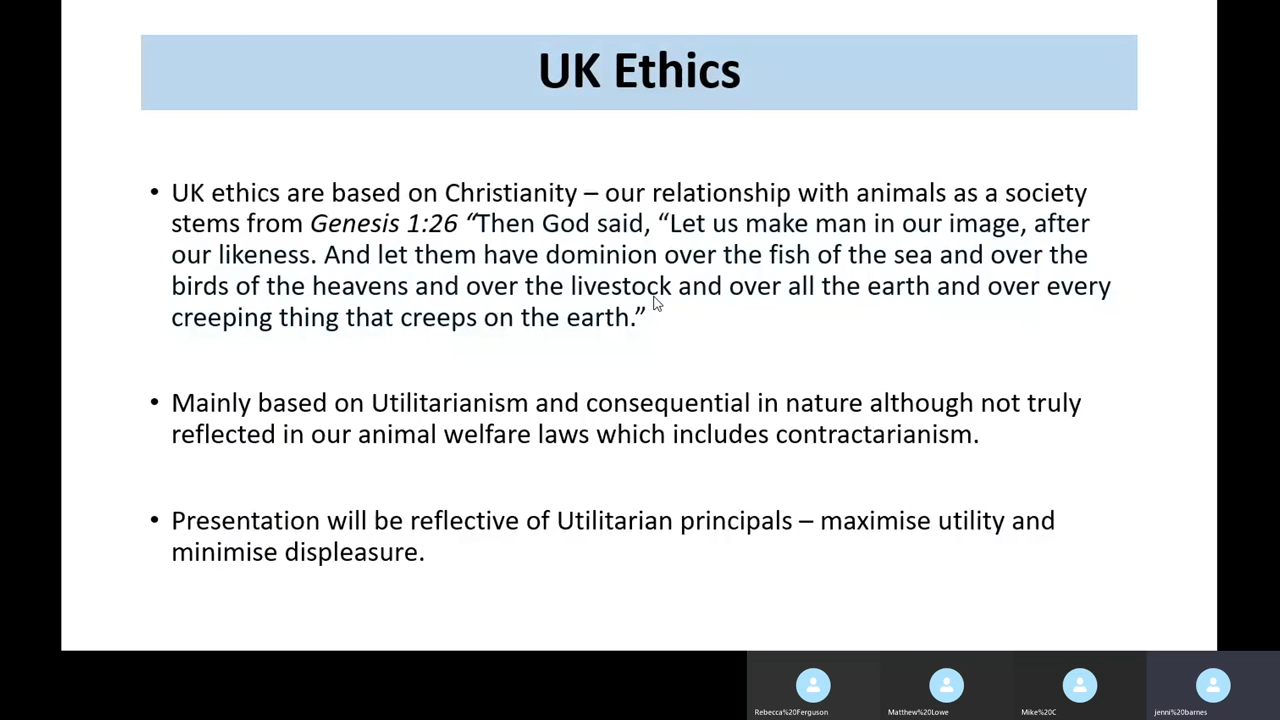 UK Ethics
• UK ethics are based on Christianity – our relationship with animals as a society
stems from Genesis 1:26 “Then God said, “Let us make man in our image, after
our likeness. And let them have dominion over the fish of the sea and over the
birds of the heavens and over the livestock and over all the earth and over every
creeping thing that creeps on the earth.”
• Mainly based on Utilitarianism and consequential in nature although not truly
reflected in our animal welfare laws which includes contractarianism.
• Presentation will be reflective of Utilitarian principals – maximise utility and
minimise displeasure.
Rebecca%20Ferguson
Matthew%20Lowe
Mike%20C
jenni%20barnes